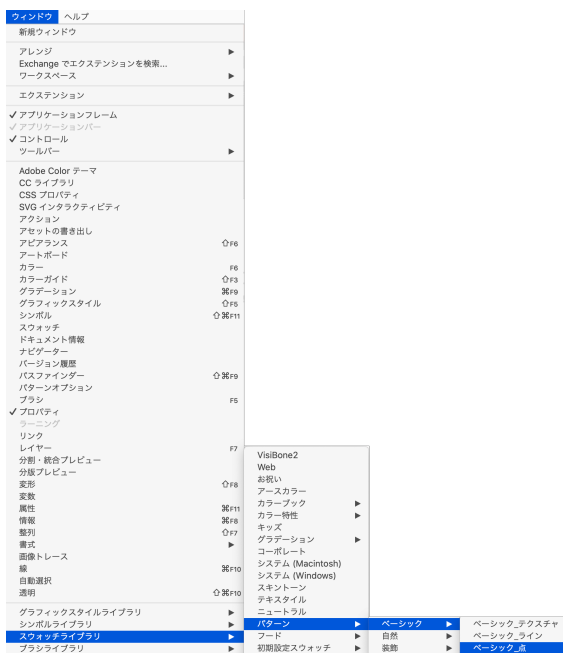 ウィンドウ ヘルプ
新規ウィンドウ
アレンジ ▶
Exchange でエクステンションを検索...
ワークスペース ▶
エクステンション ▶
✓ アプリケーションフレーム
✓ アプリケーションバー
✓ コントロール
ツールバー ▶
Adobe Color テーマ
CC ライブラリ
CSS プロパティ
SVG インタラクティビティ
アクション
アセットの書き出し
アピアランス ⇧F6
アートボード
カラー F6
カラーガイド ⇧F3
グラデーション ⌘F9
グラフィックスタイル ⇧F5
シンボル ⇧⌘F11
スウォッチ
ドキュメント情報
ナビゲーター
バージョン履歴
パスファインダー ⇧⌘F9
パターンオプション
ブラシ F5
✓ プロパティ
ラーニング
リンク
レイヤー F7
分割・統合プレビュー
分版プレビュー
変形 ⇧F8
変数
属性 ⌘F11
情報 ⌘F8
整列 ⇧F7
書式 ▶
画像トレース
線 ⌘F10
自動選択
透明 ⇧⌘F10
グラフィックスタイルライブラリ ▶
シンボルライブラリ ▶
スウォッチライブラリ ▶
ブラシライブラリ ▶
VisiBone2
Web
お祝い
アースカラー
カラーブック ▶
カラー特性 ▶
キッズ
グラデーション ▶
コーポレート
システム (Macintosh)
システム (Windows)
スキントーン
テキスタイル
ニュートラル
パターン ▶
フード ▶
初期設定スウォッチ ▶
ベーシック ▶
自然 ▶
装飾 ▶
ベーシック_テクスチャ
ベーシック_ライン
ベーシック_点